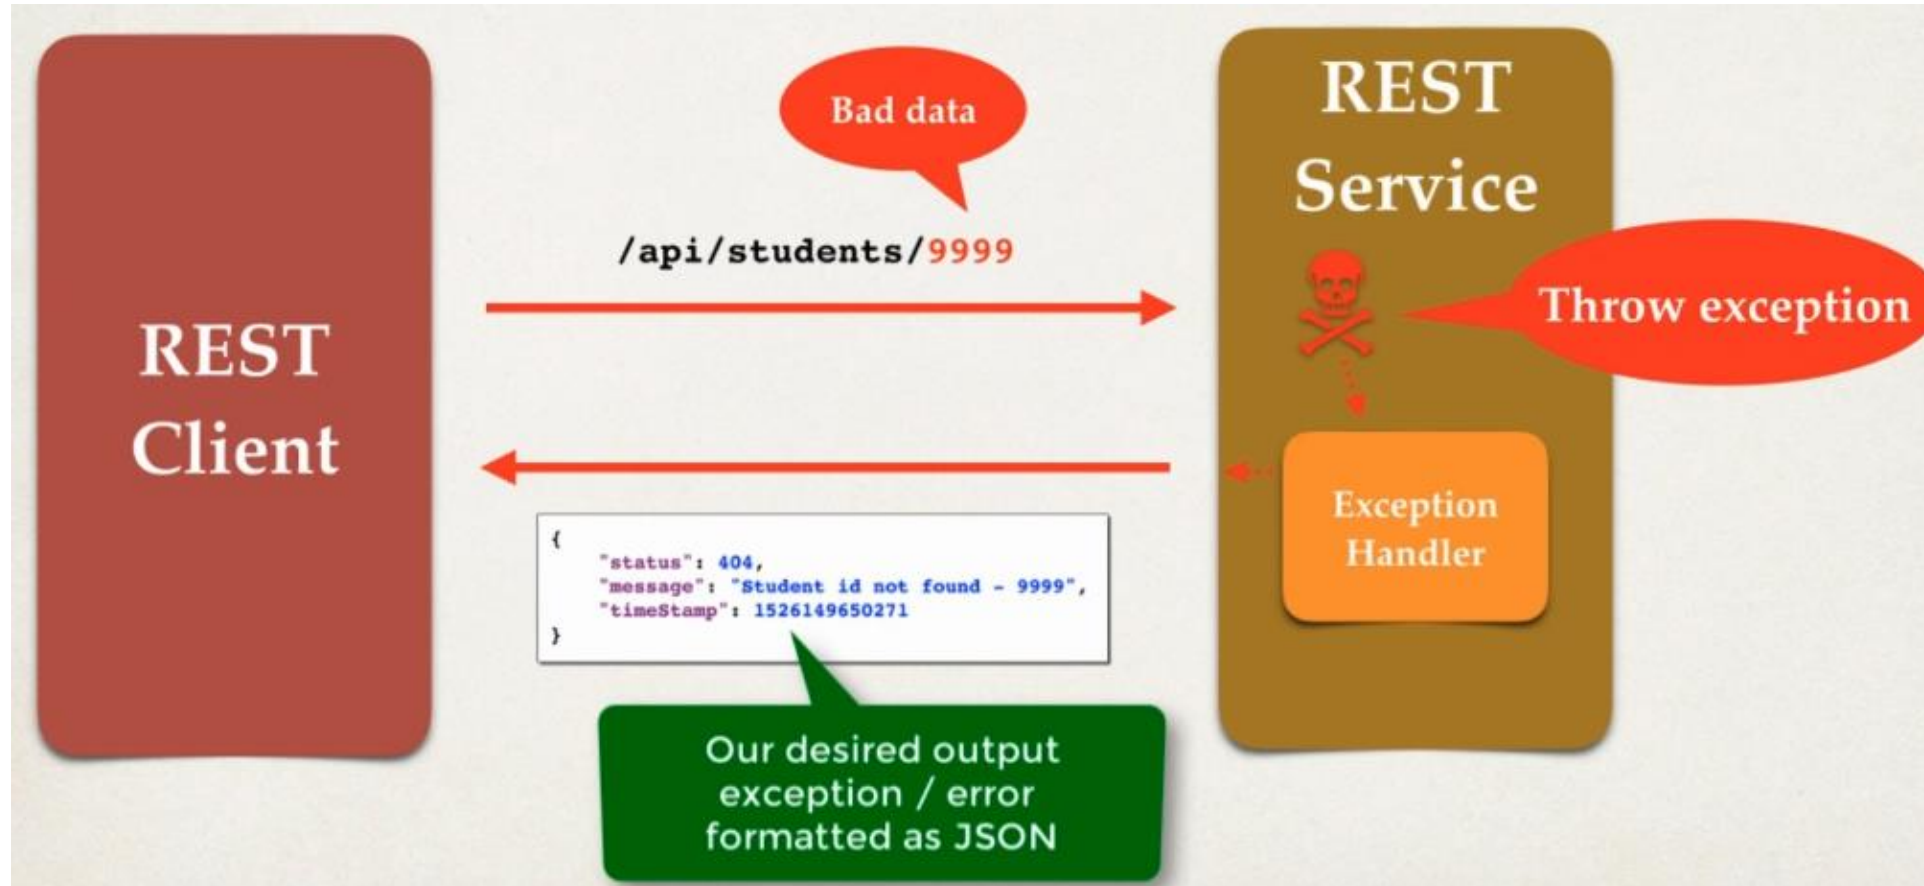 REST
Client
Bad data
/api/students/9999
REST
Service
Throw exception
Exception
Handler
{
"status": 404,
"message": "Student id not found - 9999",
"timeStamp": 1526149650271
}
Our desired output
exception / error
formatted as JSON